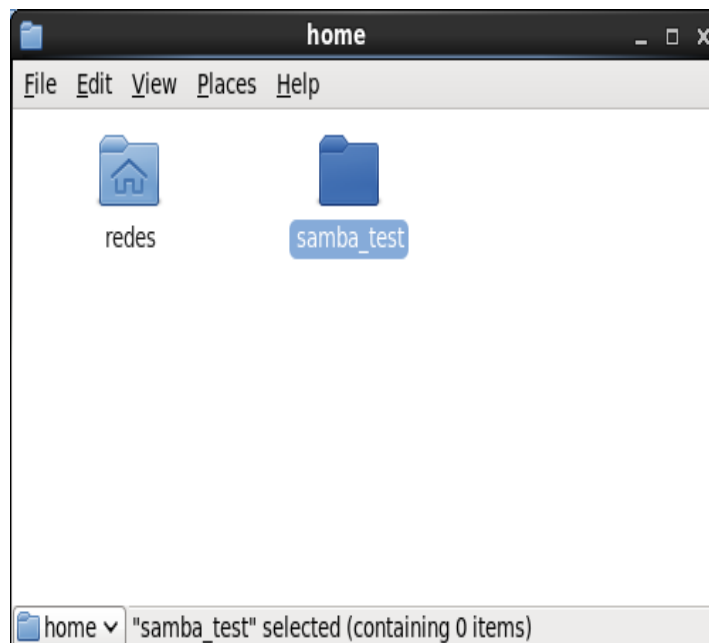 home
File Edit View Places Help
redes
samba_test
home "samba_test" selected (containing 0 items)